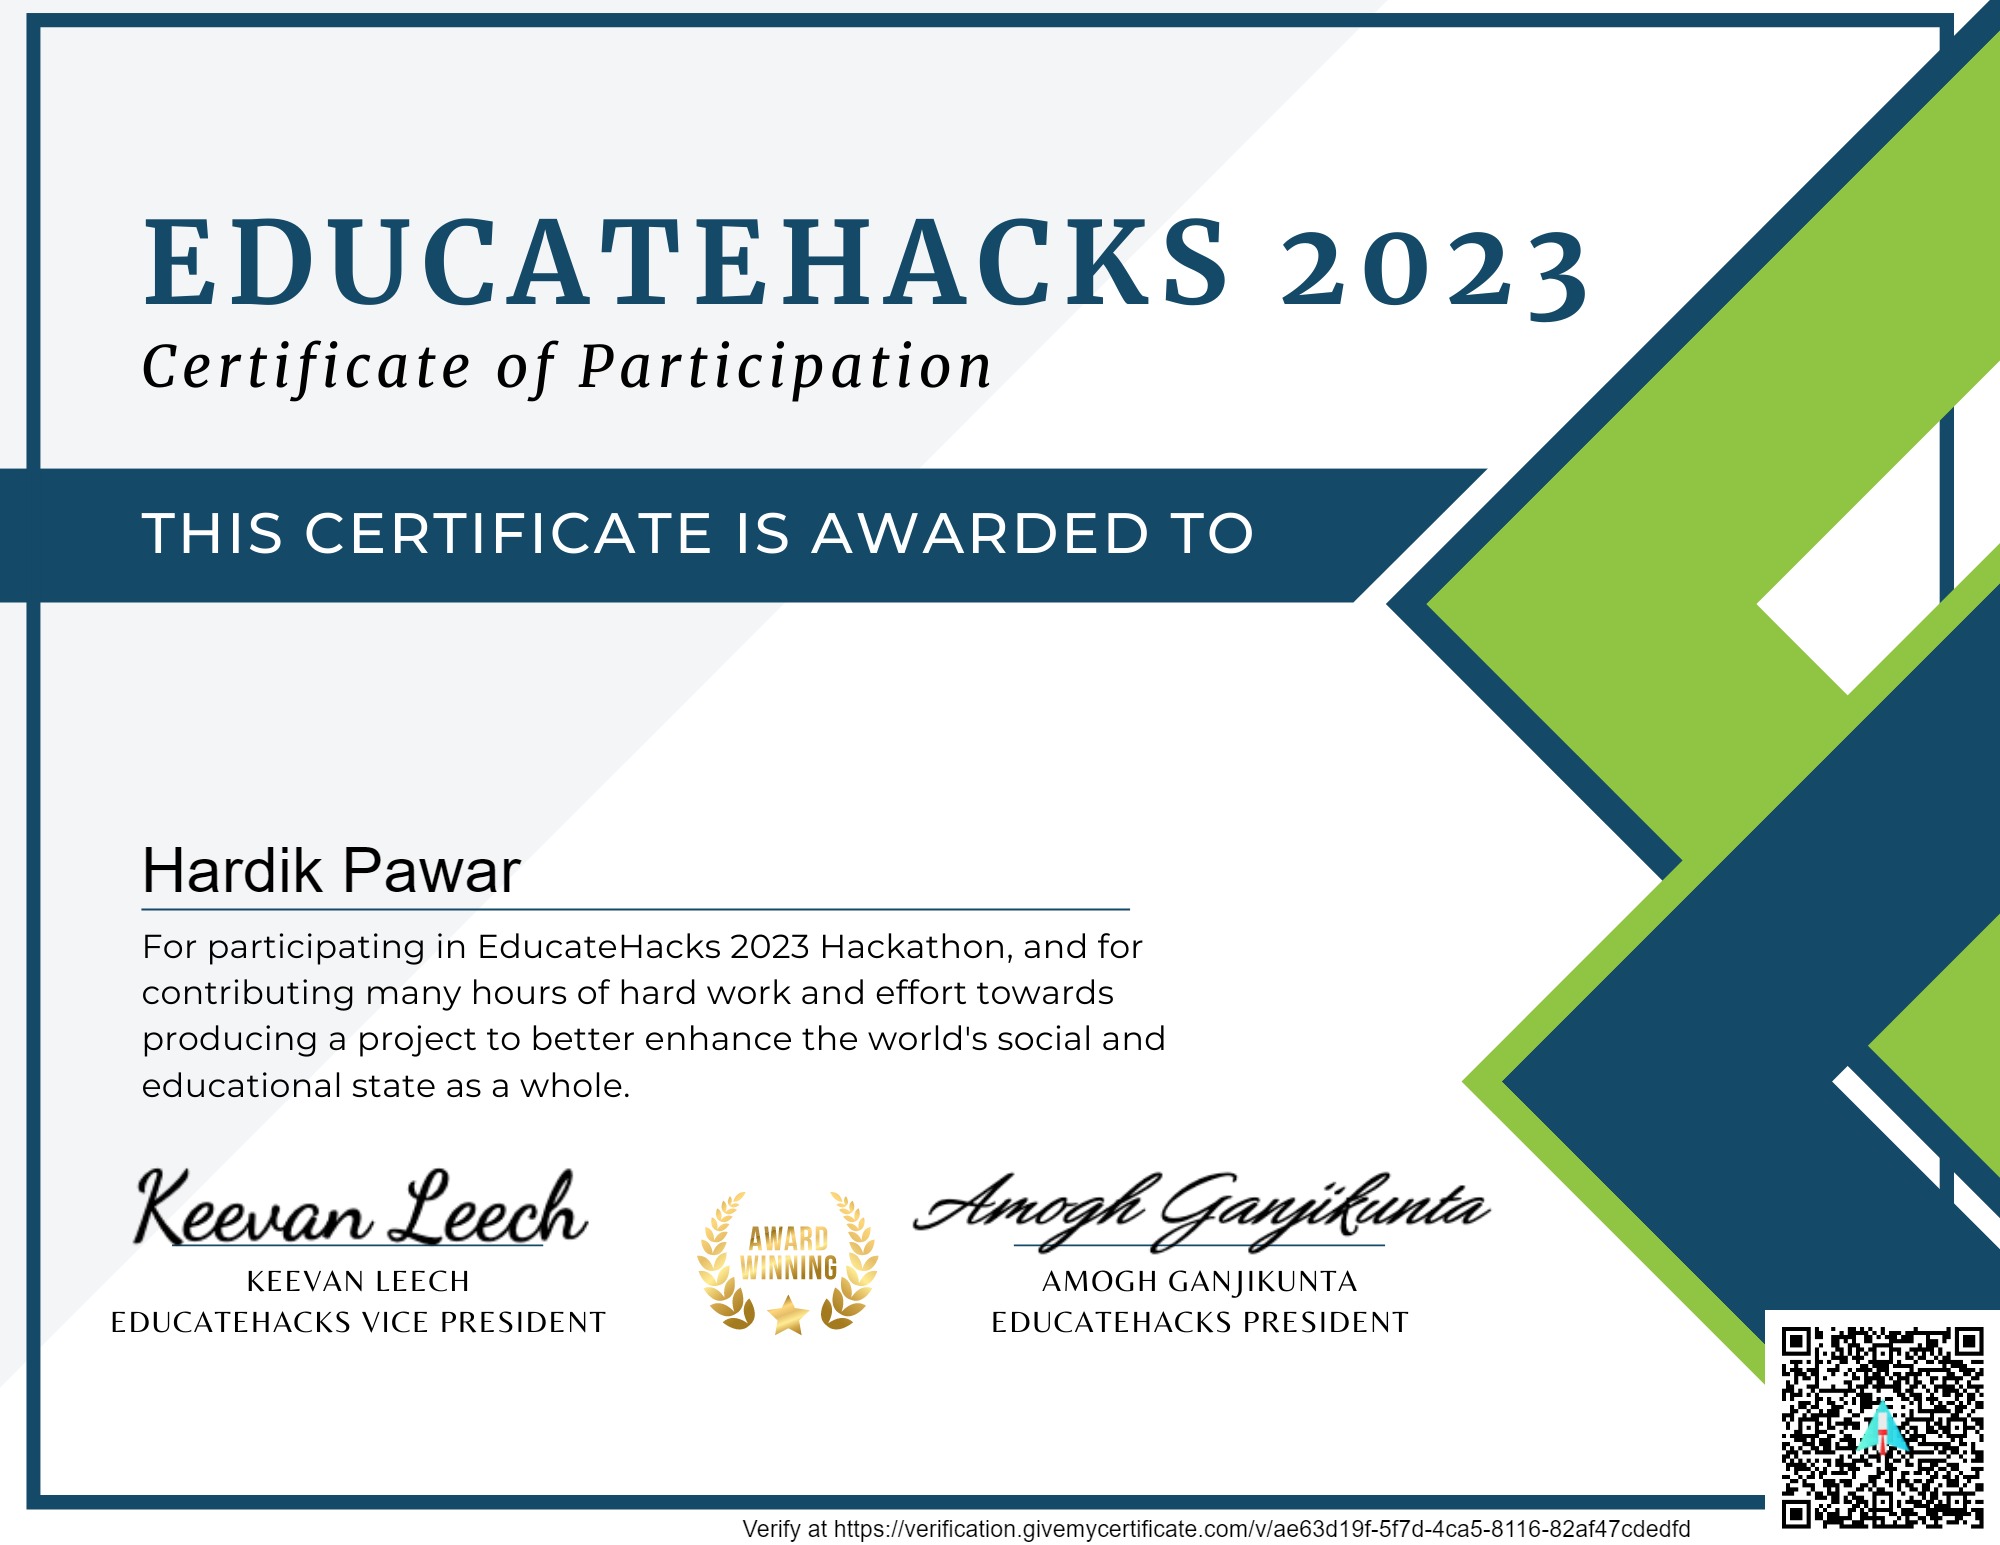 EDUCATEHACKS 2023
Certificate of Participation
THIS CERTIFICATE IS AWARDED TO
Hardik Pawar
For participating in EducateHacks 2023 Hackathon, and for
contributing many hours of hard work and effort towards
producing a project to better enhance the world's social and
educational state as a whole.
Keevan Leech
KEEVAN LEECH
EDUCATEHACKS VICE PRESIDENT
AWARD
WINNING
Amogh Ganjikunta
AMOGH GANJIKUNTA
EDUCATEHACKS PRESIDENT
Verify at https://verification.givemycertificate.com/v/ae63d19f-5f7d-4ca5-8116-82af47cdedfd